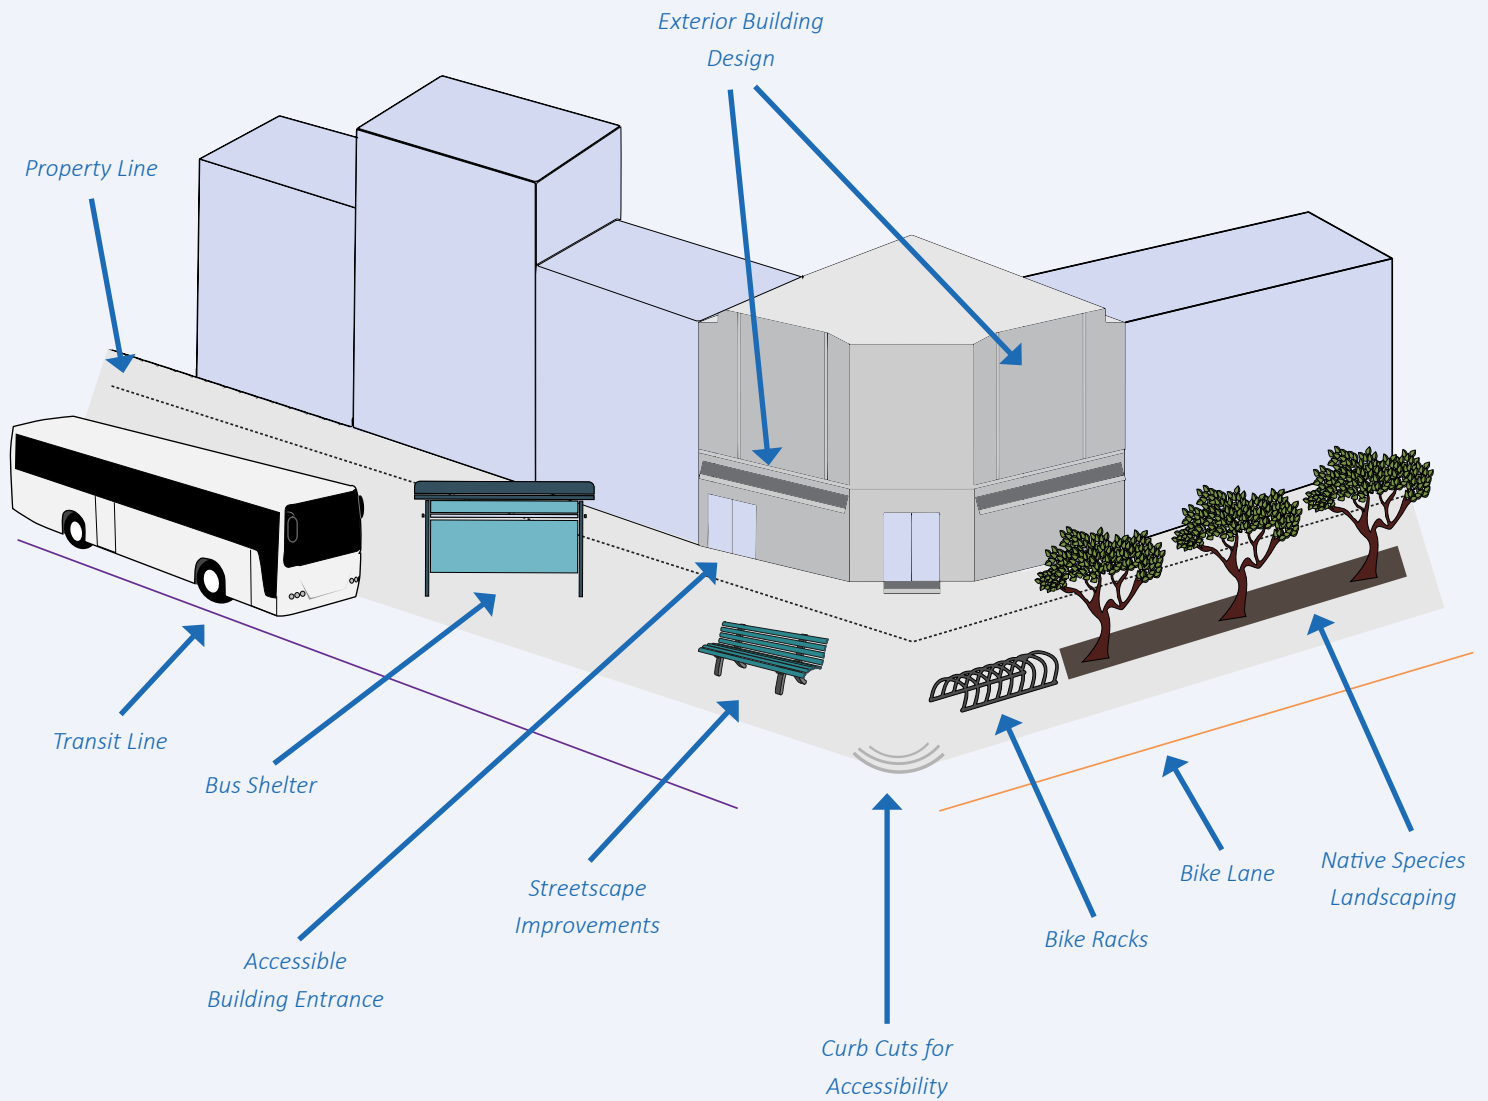 Exterior Building
Design
Property Line
Transit Line
Bus Shelter
Accessible
Building Entrance
Streetscape
Improvements
Curb Cuts for
Accessibility
Bike Racks
Bike Lane
Native Species
Landscaping